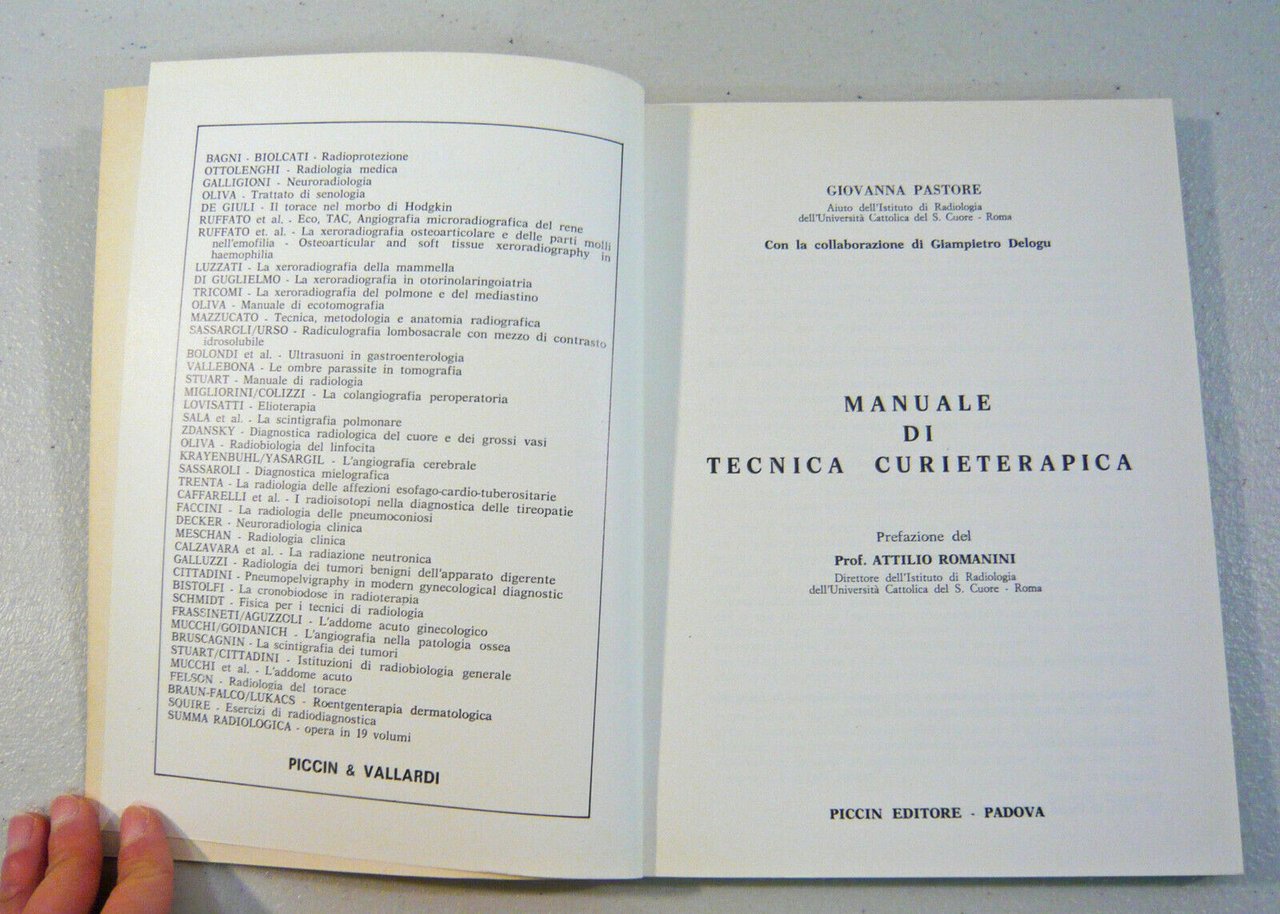 BAGNI - BIOLCATI - Radioprotezione
OTTOLENGHI - Radiologia medica
GALLIGIONI - Neuroradiologia
OLIVA - Trattato di senologia
DE GIULI - Il torace nel morbo di Hodgkin
RUFFATO et al. - Eco, TAC, Angiografia microradiografica del rene
RUFFATO et. al. - La xeroradiografia osteoarticolare e delle parti molli
nell'emofilia - Osteoarticular and soft tissue xeroradiography in
haemophilia
LUZZATI - La xeroradiografia della mammella
DI GUGLIELMO - La xeroradiografia in otorinolaringoiatria
TRICOMI - La xeroradiografia del polmone e del mediastino
OLIVA - Manuale di ecotomografia
MAZZUCATO - Tecnica, metodologia e anatomia radiografica
SASSARGLI/URSO - Radiculografia lombosacrale con mezzo di contrasto
idrosolubile
BOLONDI et al. - Ultrasuoni in gastroenterologia
VALLEBONA - Le ombre parassite in tomografia
STUART - Manuale di radiologia
MIGLIORINI/COLIZZI - La colangiografia peroperatoria
LOVISATTI - Elioterapia
SALA et al. - La scintigrafia polmonare
ZDANSKY - Diagnostica radiologica del cuore e dei grossi vasi
OLIVA - Radiobiologia del linfocita
KRAYENBUHL/YASARGIL - L'angiografia cerebrale
SASSAROLI - Diagnostica mielografica
TRENTA - La radiologia delle affezioni esofago-cardio-tuberositarie
CAFFARELLI et al. - I radioisotopi nella diagnostica delle tireopatie
FACCINI - La radiologia delle pneumoconiosi
DECKER - Neuroradiologia clinica
MESCHAN - Radiologia clinica
CALZAVARA et al. - La radiazione neutronica
GALLUZZI - Radiologia dei tumori benigni dell'apparato digerente
CITTADINI - Pneumopelvigraphy in modern gynecological diagnostic
BISTOLFI - La cronobiodose in radioterapia
SCHMIDT - Fisica per i tecnici di radiologia
FRASSINETI/AGUZZOLI - L'addome acuto ginecologico
MUCCHI/GOIDANICH - L'angiografia nella patologia ossea
BRUSCAGNIN - La scintigrafia dei tumori
STUART/CITTADINI - Istituzioni di radiobiologia generale
MUCCHI et al. - L'addome acuto
FELSON - Radiologia del torace
BRAUN-FALCO/LUKACS - Roentgenterapia dermatologica
SQUIRE - Esercizi di radiodiagnostica
SUMMA RADIOLOGICA - opera in 19 volumi
PICCIN & VALLARDI
GIOVANNA PASTORE
Aiuto dell'Istituto di Radiologia
dell'Università Cattolica del S. Cuore - Roma
Con la collaborazione di Giampietro Delogu
MANUALE
DI
TECNICA CURIETERAPICA
Prefazione del
Prof. ATTILIO ROMANINI
Direttore dell'Istituto di Radiologia
dell'Università Cattolica del S. Cuore - Roma
PICCIN EDITORE - PADOVA